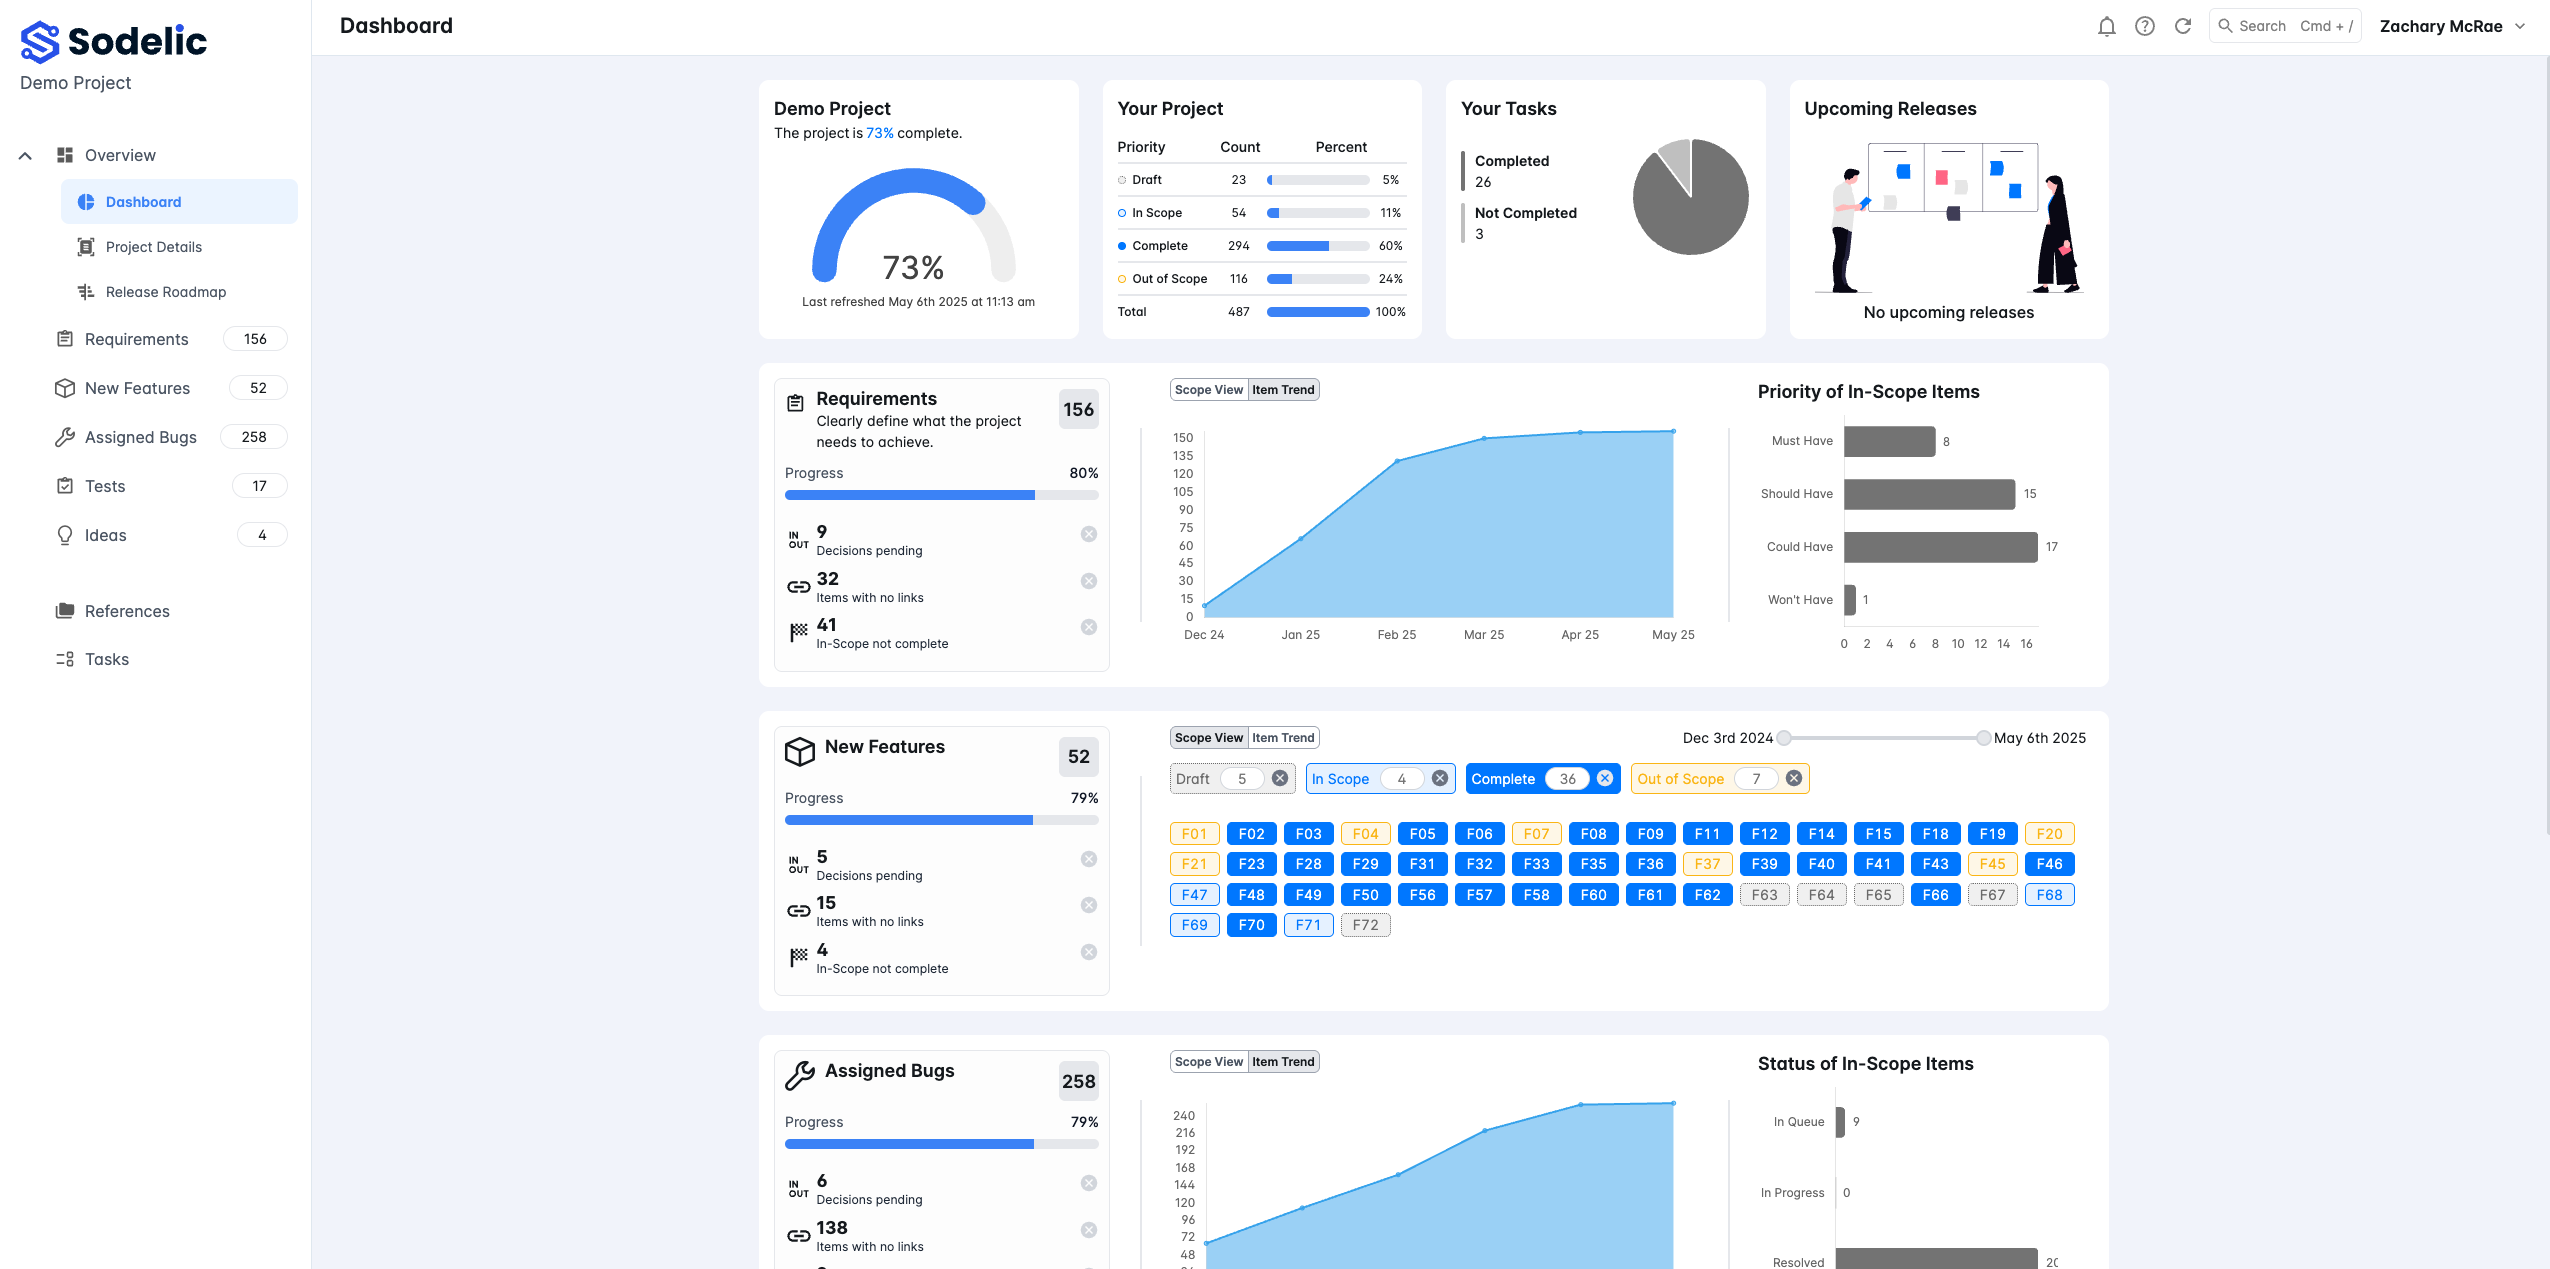 Sodelic
Demo Project
Overview
Dashboard
Project Details
Release Roadmap
Requirements 156
New Features 52
Assigned Bugs 258
Tests 17
Ideas 4
References
Tasks
Dashboard
Search Cmd + /
Zachary McRae
Demo Project
The project is 73% complete.
73%
Last refreshed May 6th 2025 at 11:13 am
Your Project
Priority Count Percent
Draft 23 5%
In Scope 54 11%
Complete 294 60%
Out of Scope 116 24%
Total 487 100%
Your Tasks
Completed
26
Not Completed
3
Upcoming Releases
No upcoming releases
Requirements
156
Clearly define what the project
needs to achieve.
Progress 80%
IN OUT
9
Decisions pending
32
Items with no links
41
In-Scope not complete
Scope View Item Trend
150
135
120
105
90
75
60
45
30
15
0
Dec 24 Jan 25 Feb 25 Mar 25 Apr 25 May 25
Priority of In-Scope Items
Must Have 8
Should Have 15
Could Have 17
Won't Have 1
0 2 4 6 8 10 12 14 16
New Features
52
Progress 79%
IN OUT
5
Decisions pending
15
Items with no links
4
In-Scope not complete
Scope View Item Trend
Dec 3rd 2024 May 6th 2025
Draft 5 In Scope 4 Complete 36 Out of Scope 7
F01 F02 F03 F04 F05 F06 F07 F08 F09 F11 F12 F14 F15 F18 F19 F20
F21 F23 F28 F29 F31 F32 F33 F35 F36 F37 F39 F40 F41 F43 F45 F46
F47 F48 F49 F50 F56 F57 F58 F60 F61 F62 F63 F64 F65 F66 F67 F68
F69 F70 F71 F72
Assigned Bugs
258
Progress 79%
IN OUT
6
Decisions pending
138
Items with no links
Scope View Item Trend
240
216
192
168
144
120
96
72
48
Status of In-Scope Items
In Queue 9
In Progress 0
Resolved